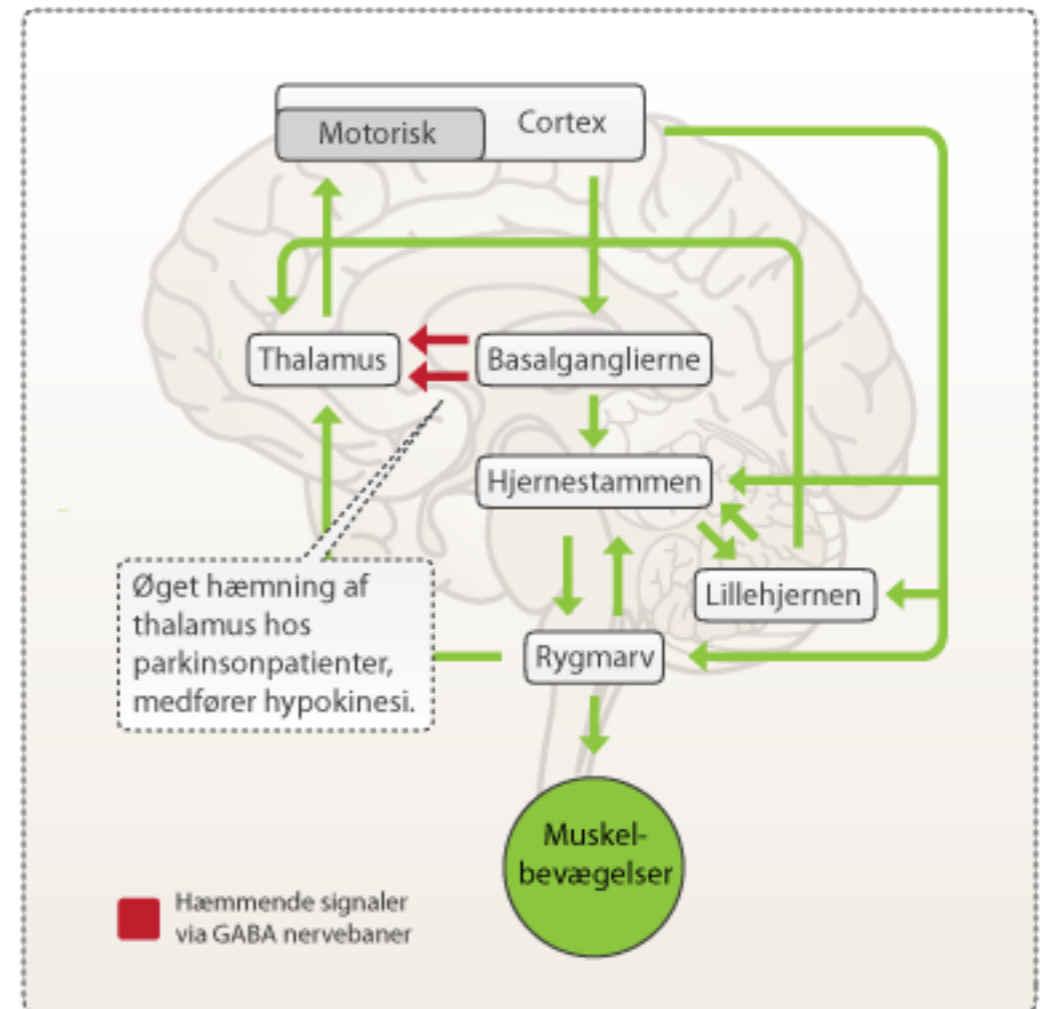 Motorisk
Cortex
Thalamus
Basalganglierne
Hjernestammen
Øget hæmning af
thalamus hos
parkinsonpatienter,
medfører hypokinesi.
Lillehjernen
Rygmarv
Muskel-
bevægelser
Hæmmende signaler
via GABA nervebaner